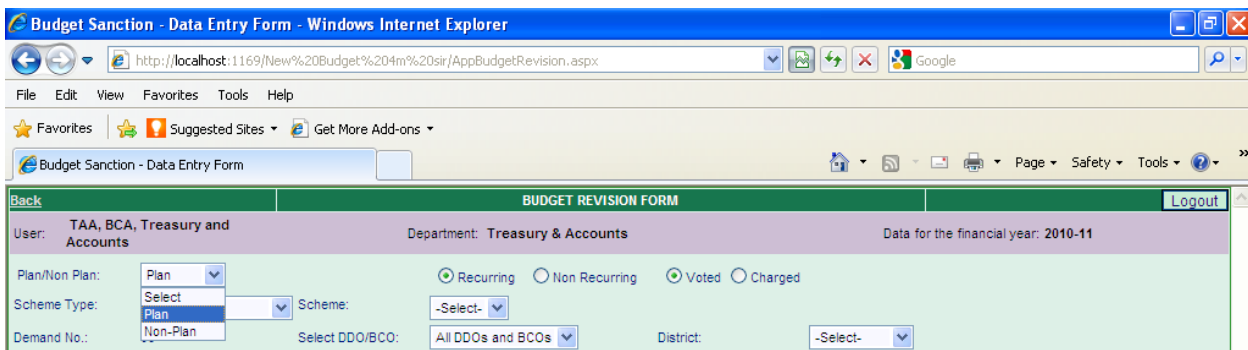 Budget Sanction - Data Entry Form - Windows Internet Explorer
http://localhost:1169/New%20Budget%204m%20sir/AppBudgetRevision.aspx
Google
File Edit View Favorites Tools Help
Favorites Suggested Sites Get More Add-ons
Budget Sanction - Data Entry Form
Page Safety Tools
Back BUDGET REVISION FORM Logout
User: TAA, BCA, Treasury and Accounts Department: Treasury & Accounts Data for the financial year: 2010-11
Plan/Non Plan: Plan Recurring Non Recurring Voted Charged
Select
Scheme Type: Scheme: -Select-
Plan
Non-Plan
Demand No.: Select DDO/BCO: All DDOs and BCOs District: -Select-